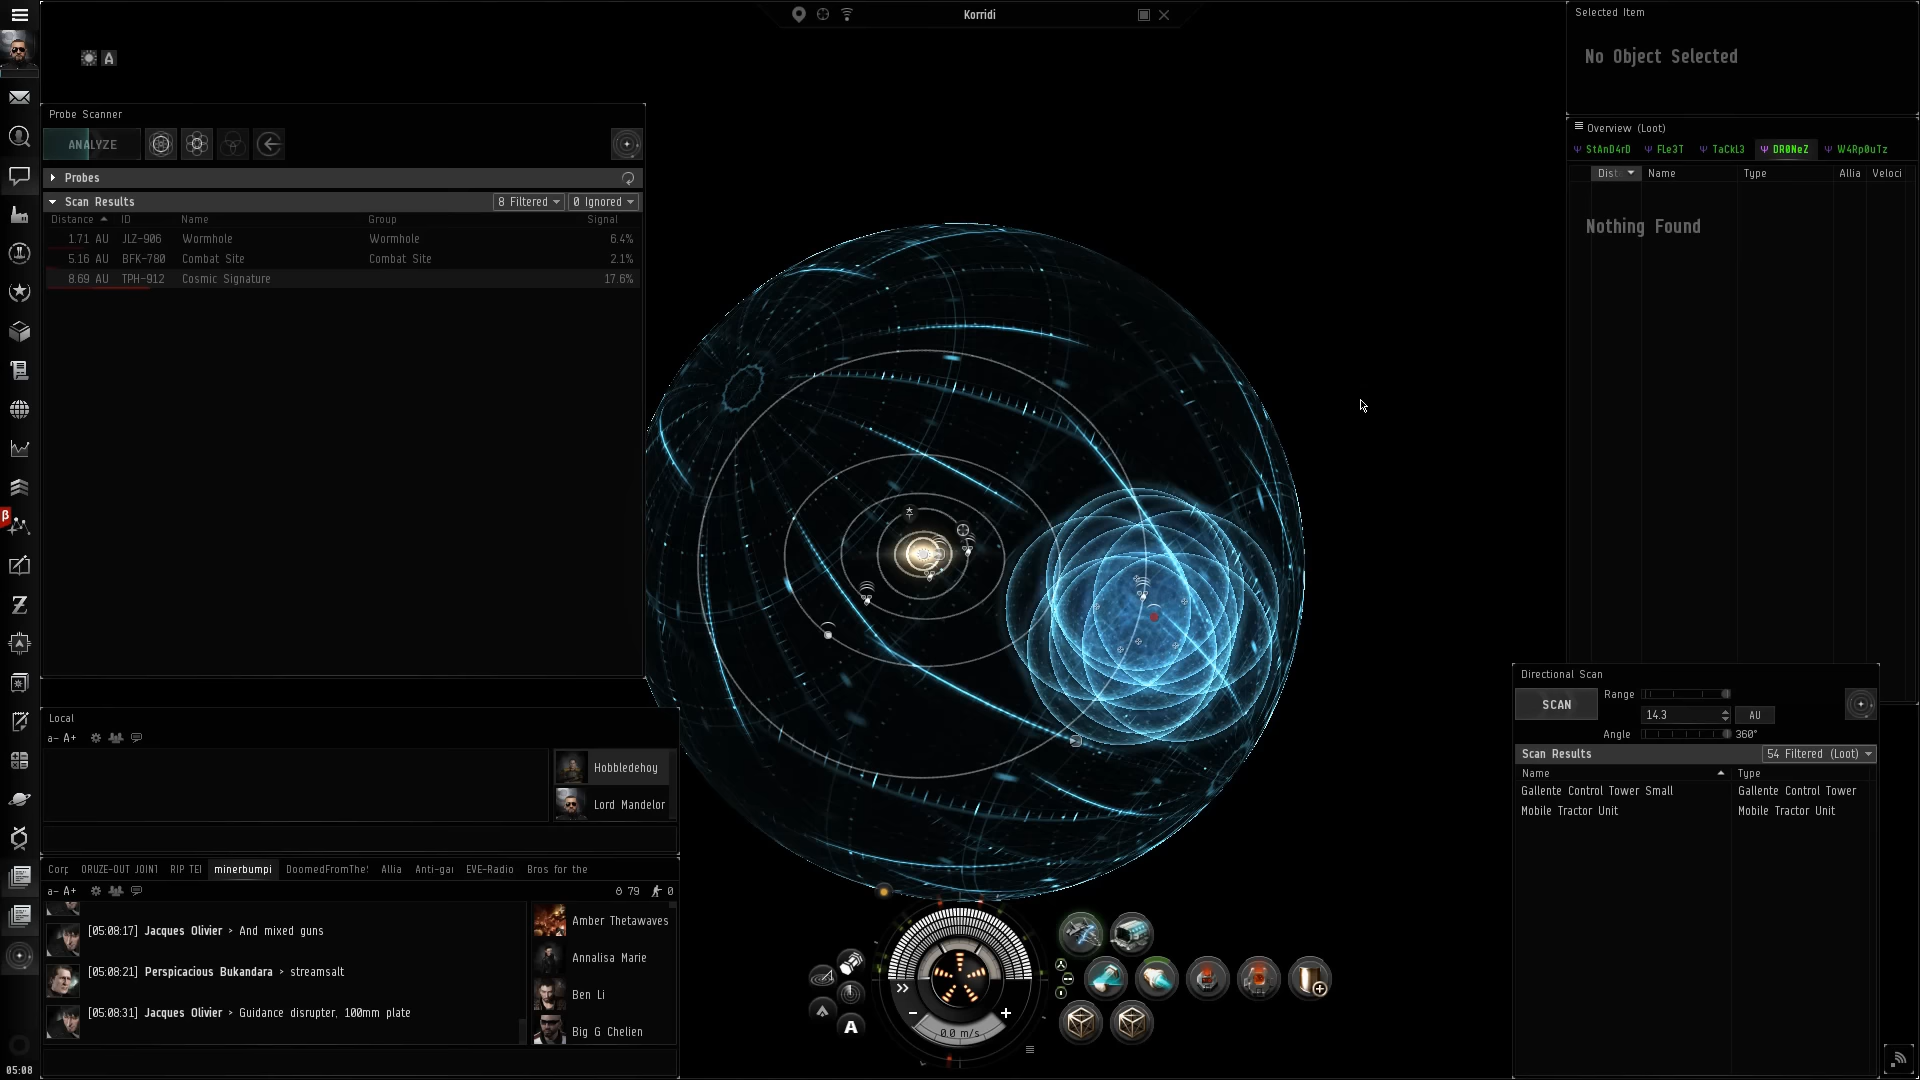 Korridi
Selected Item
No Object Selected
A
Probe Scanner
ANALYZE
Probes
Scan Results
8 Filtered
0 Ignored
Distance
ID
Name
Group
Signal
1.71 AU JLZ-906 Wormhole Wormhole 6.4%
5.16 AU BFK-780 Combat Site Combat Site 2.1%
8.69 AU TPH-912 Cosmic Signature 17.6%
Overview (Loot)
StAnD4rD
FLe3T
TaCkL3
DR0NeZ
W4Rp0uTz
Dist
Name
Type
Allia
Veloci
Nothing Found
β
Directional Scan
SCAN
Range
14.3
AU
Angle
360°
Scan Results
54 Filtered (Loot)
Name
Type
Gallente Control Tower Small Gallente Control Tower
Mobile Tractor Unit Mobile Tractor Unit
Local
a- A+
Hobbledehoy
Lord Mandelor
Corp
ORUZE-OUT JOINT
RIP TEI
minerbumpi
DoomedFromThe
Allia
Anti-gai
EVE-Radio
Bros for the
a- A+
79
0
[05:08:17] Jacques Olivier > And mixed guns
[05:08:21] Perspicacious Bukandara > streamsalt
[05:08:31] Jacques Olivier > Guidance disrupter, 100mm plate
Amber Thetawaves
Annalisa Marie
Ben Li
Big G Chelien
A
0.0 m/s
05:08